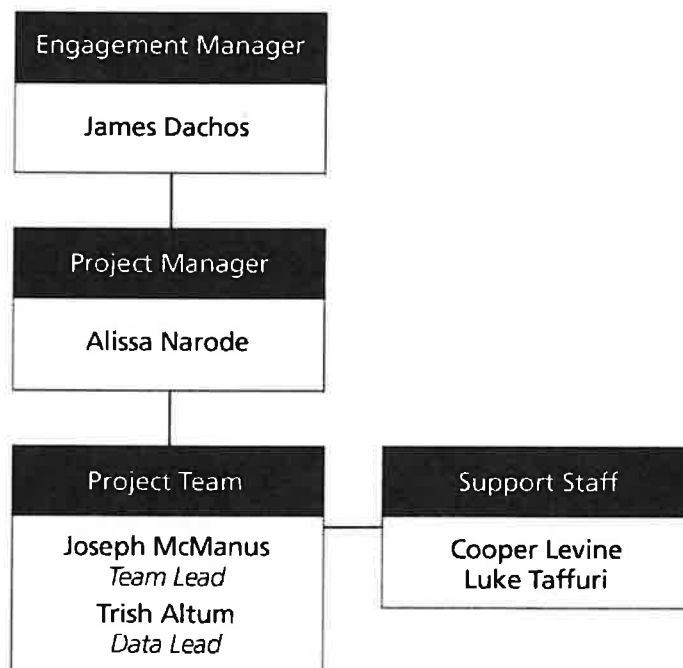 Engagement Manager
James Dachos
Project Manager
Alissa Narode
Project Team
Joseph McManus
Team Lead
Trish Altum
Data Lead
Support Staff
Cooper Levine
Luke Taffuri